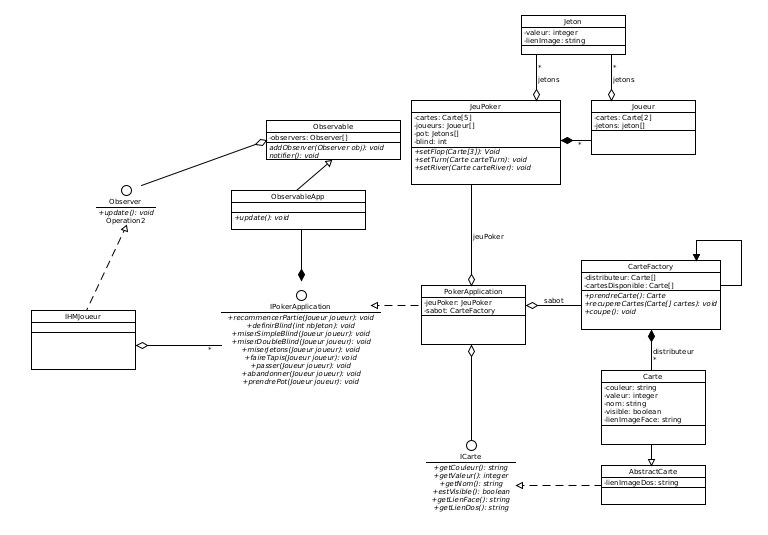 Jeton
-valeur: integer
-lienImage: string
*
jetons
*
jetons
JeuPoker
-cartes: Carte[5]
-joueurs: Joueur[]
-pot: Jetons[]
-blind: int
+setFlop(Carte[3]): Void
+setTurn(Carte carteTurn): void
+setRiver(Carte carteRiver): void
*
Joueur
-cartes: Carte[2]
-jetons: jeton[]
Observable
-observers: Observer[]
addObserver(Observer obj): void
notifier(): void
Observer
+update(): void
Operation2
ObservableApp
+update(): void
jeuPoker
IHMJoueur
*
IPokerApplication
+recommencerPartie(Joueur joueur): void
+definirBlind(int nbJeton): void
+miserSimpleBlind(Joueur joueur): void
+miserDoubleBlind(Joueur joueur): void
+miserJetons(Joueur joueur): void
+faireTapis(Joueur joueur): void
+passer(Joueur joueur): void
+abandonner(Joueur joueur): void
+prendrePot(Joueur joueur): void
PokerApplication
-jeuPoker: JeuPoker
-sabot: CarteFactory
sabot
CarteFactory
-distributeur: Carte[]
-cartesDisponible: Carte[]
+prendreCarte(): Carte
+recupereCartes(Carte[] cartes): void
+coupe(): void
distributeur
*
Carte
-couleur: string
-valeur: integer
-nom: string
-visible: boolean
-lienImageFace: string
AbstractCarte
-lienImageDos: string
ICarte
+getCouleur(): string
+getValeur(): integer
+getNom(): string
+estVisible(): boolean
+getLienFace(): string
+getLienDos(): string